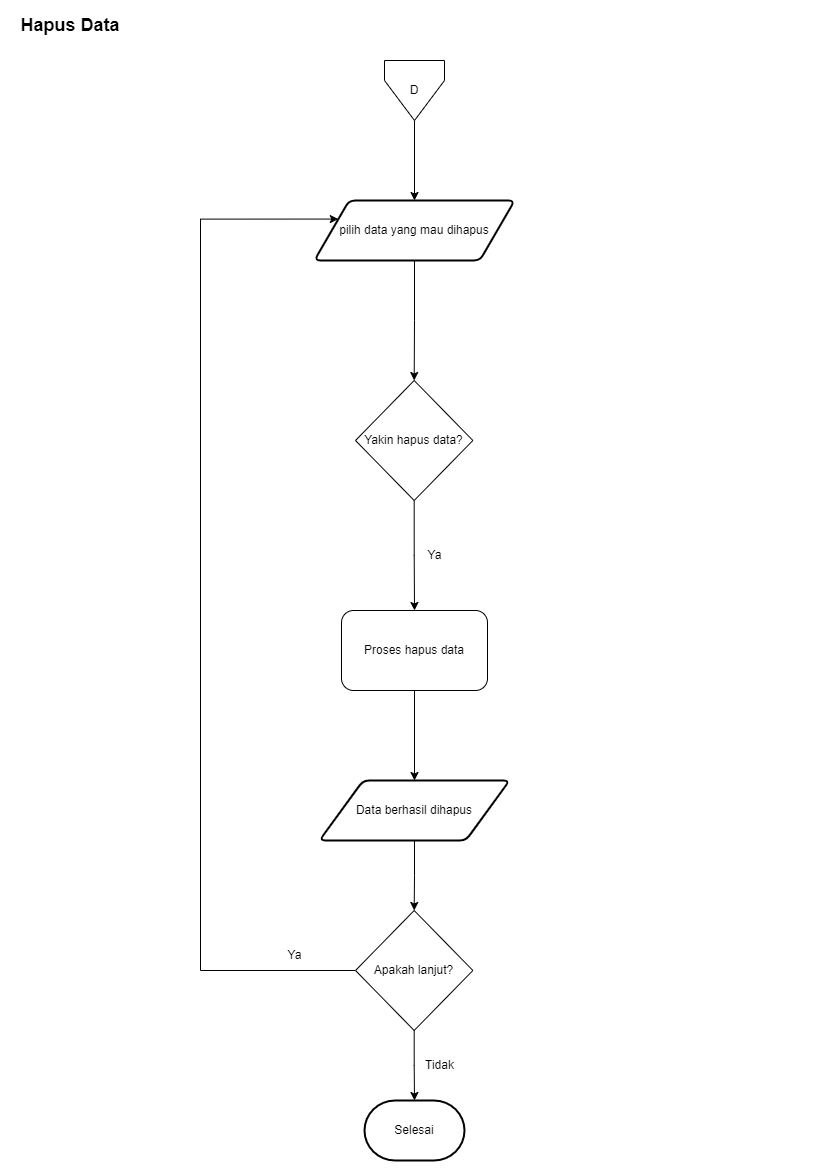 Hapus Data
D
pilih data yang mau dihapus
Yakin hapus data?
Ya
Proses hapus data
Data berhasil dihapus
Ya
Apakah lanjut?
Tidak
Selesai